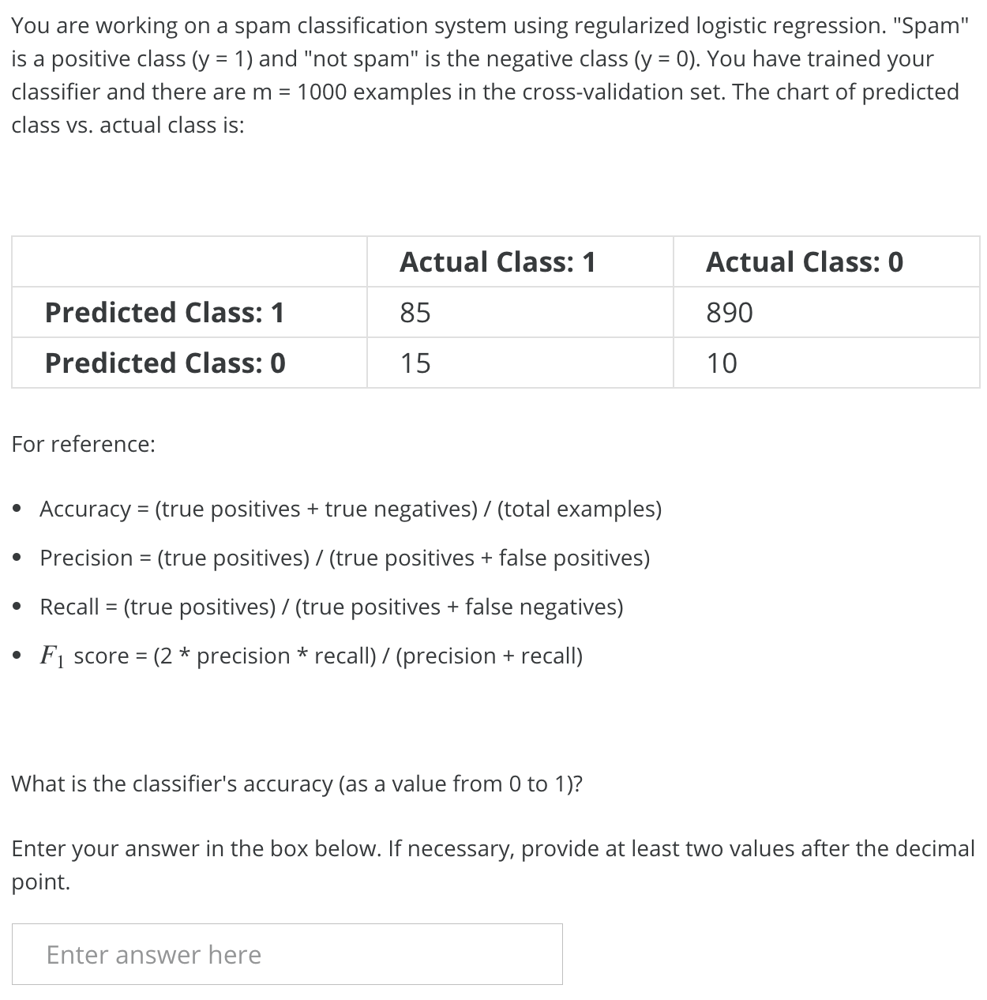 You are working on a spam classification system using regularized logistic regression. "Spam"
is a positive class (y = 1) and "not spam" is the negative class (y = 0). You have trained your
classifier and there are m = 1000 examples in the cross-validation set. The chart of predicted
class vs. actual class is:
Actual Class: 1 Actual Class: 0
Predicted Class: 1 85 890
Predicted Class: 0 15 10
For reference:
• Accuracy = (true positives + true negatives) / (total examples)
• Precision = (true positives) / (true positives + false positives)
• Recall = (true positives) / (true positives + false negatives)
• F₁ score = (2 * precision * recall) / (precision + recall)
What is the classifier's accuracy (as a value from 0 to 1)?
Enter your answer in the box below. If necessary, provide at least two values after the decimal
point.
Enter answer here